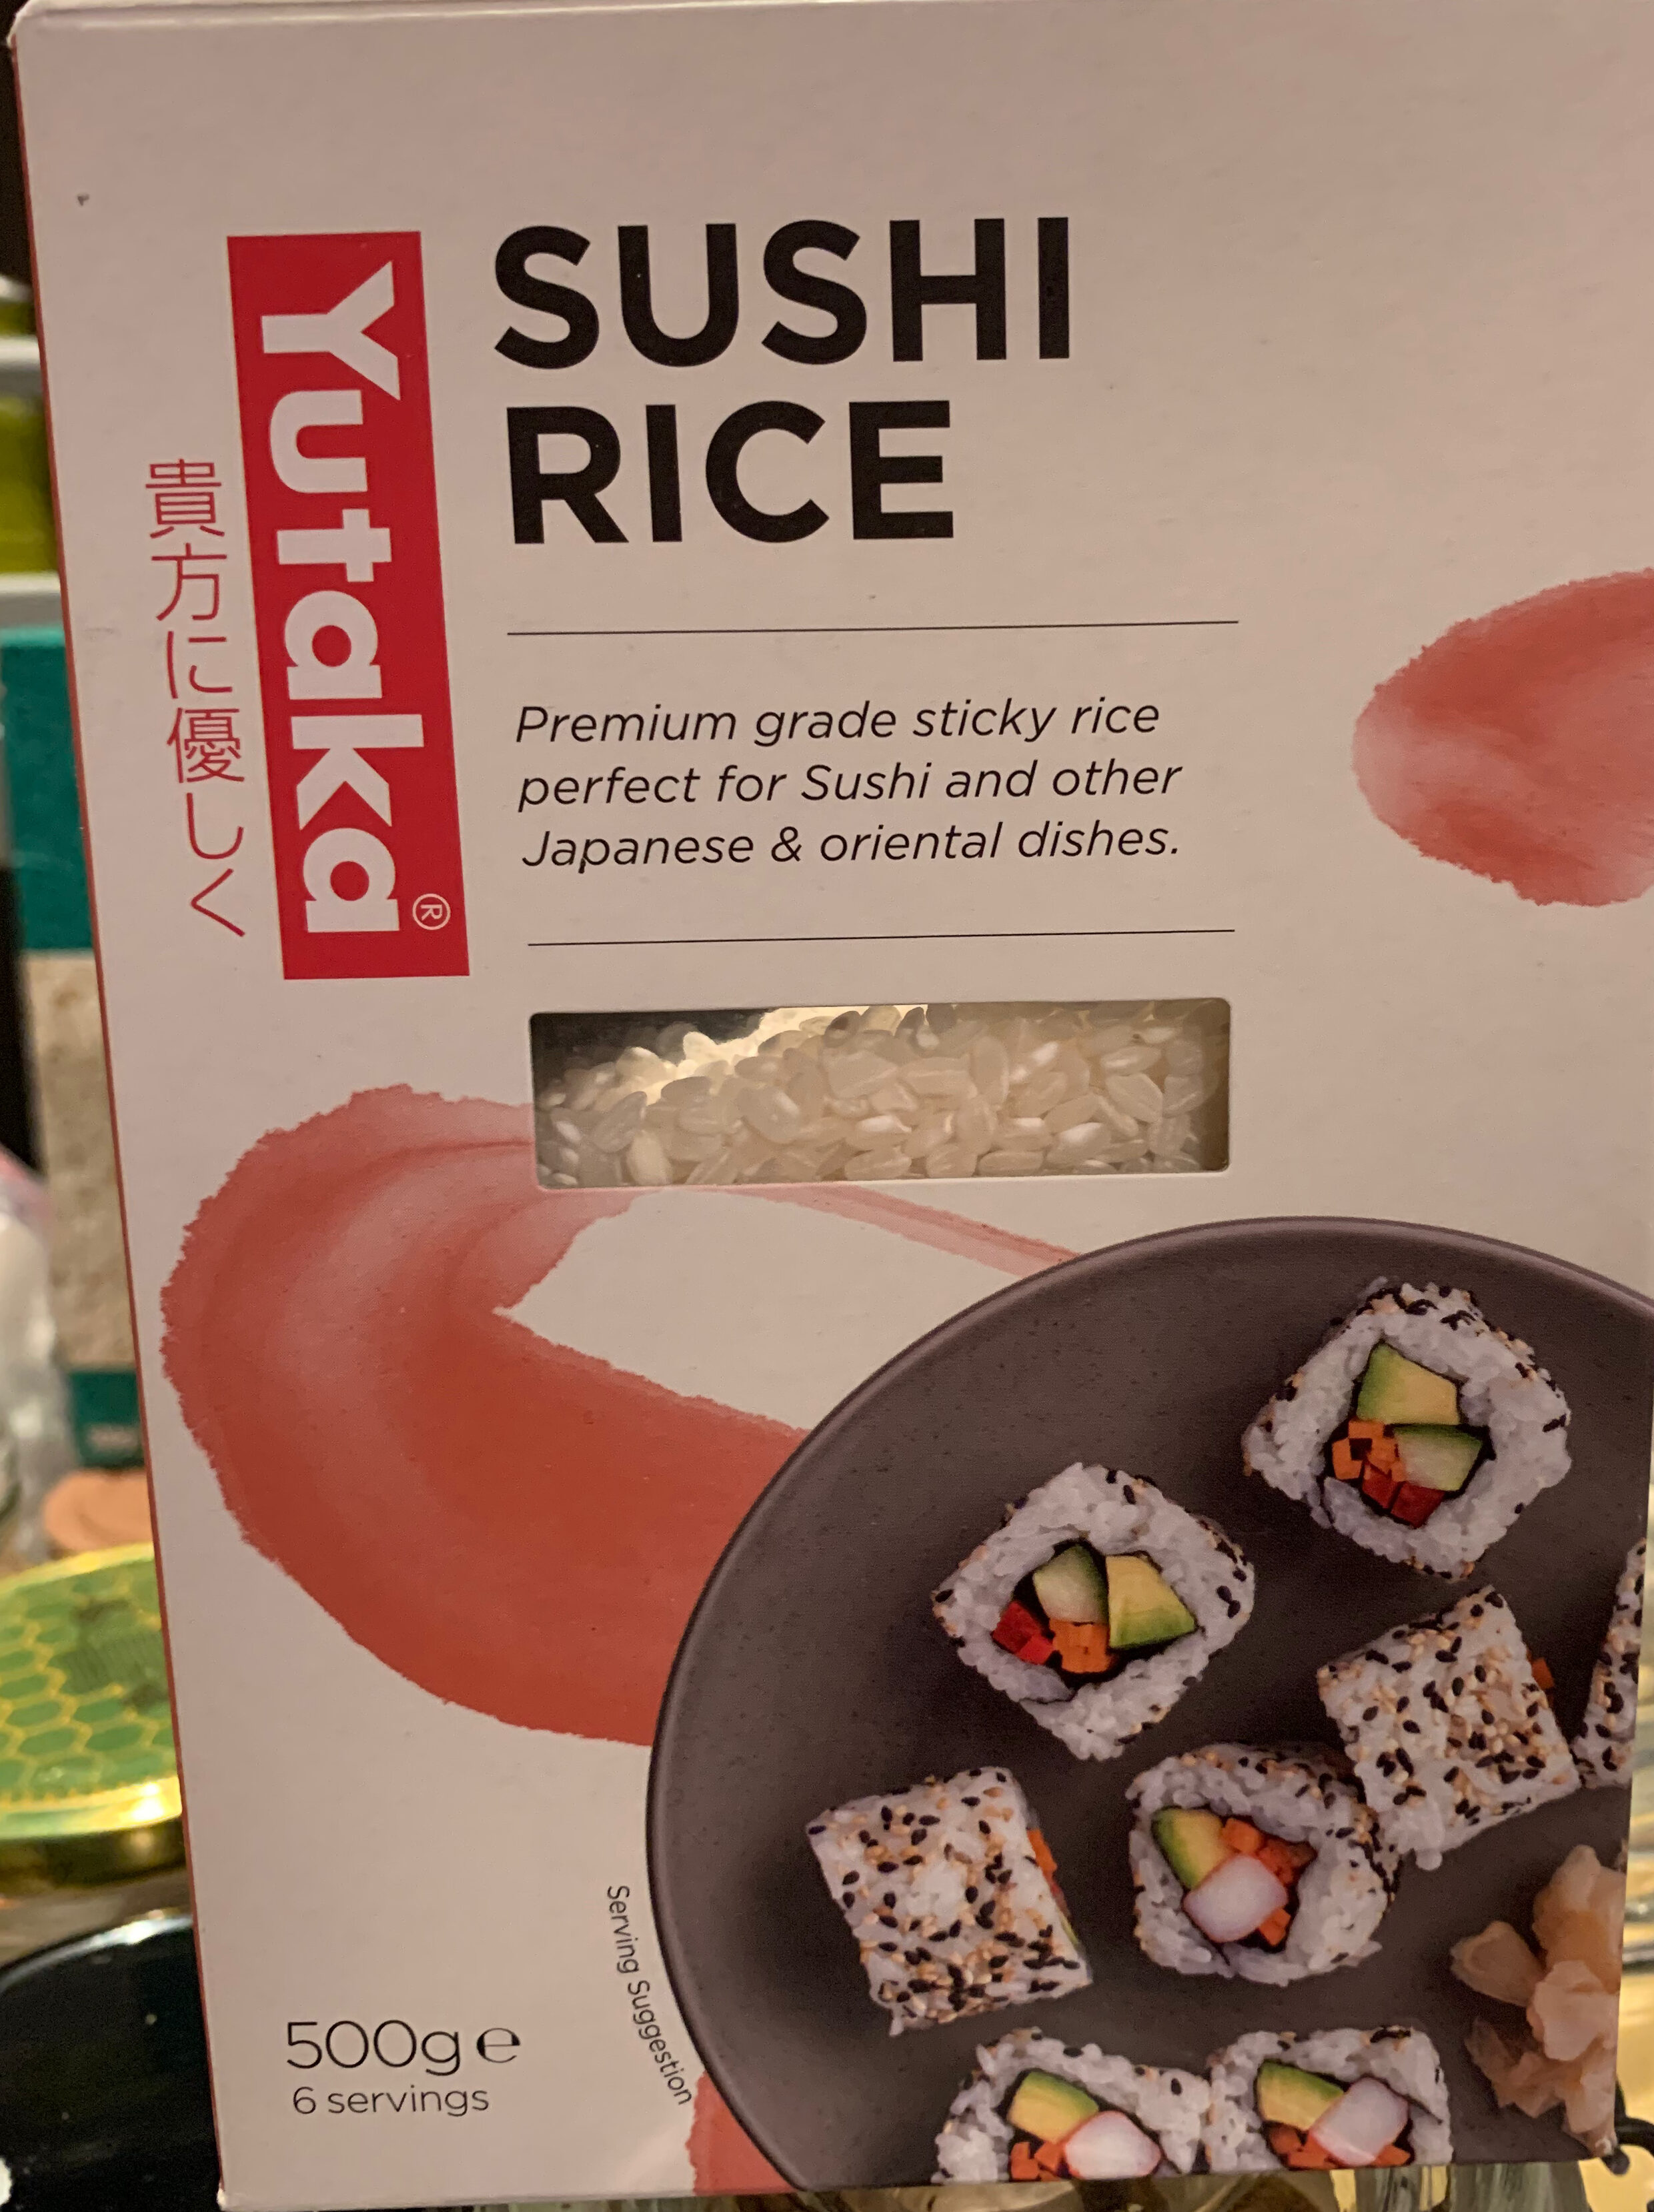 SUSHI
RICE
Yutaka®
貴方に優しく
Premium grade sticky rice
perfect for Sushi and other
Japanese & oriental dishes.
Serving Suggestion
500g ℮
6 servings